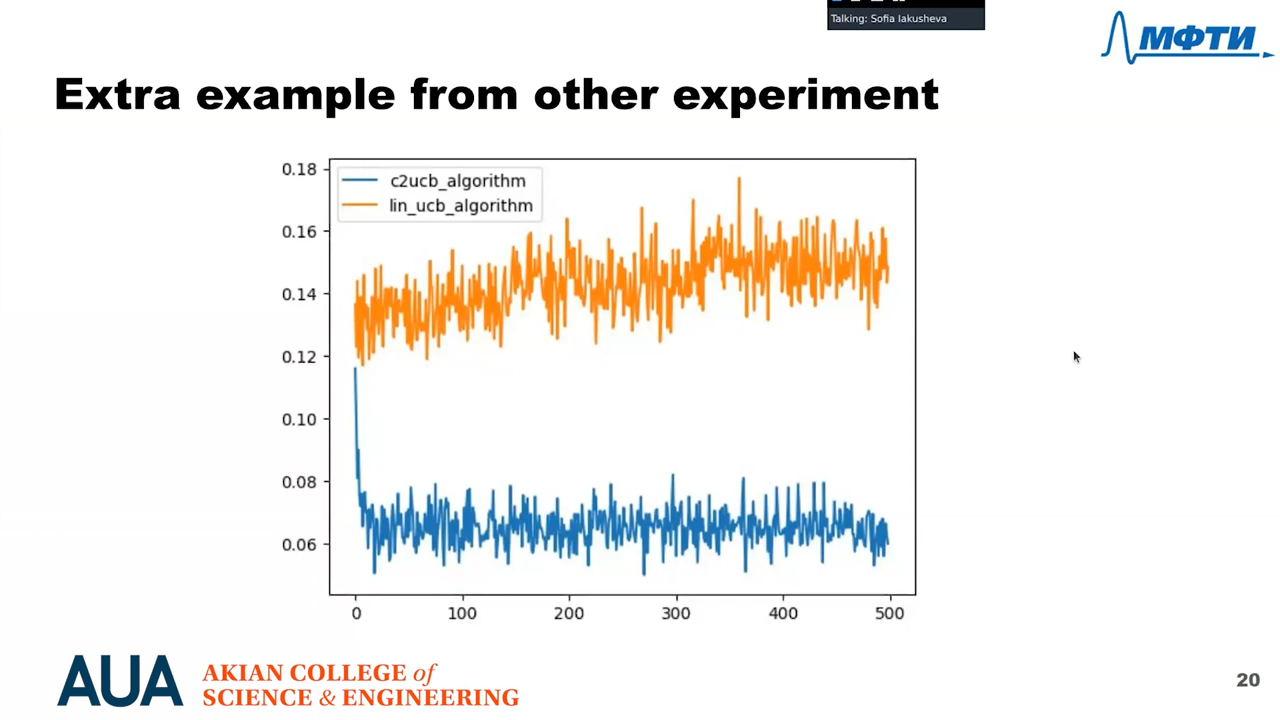 Talking: Sofia Iakusheva
МФТИ
Extra example from other experiment
0.18
0.16
0.14
0.12
0.10
0.08
0.06
c2ucb_algorithm
lin_ucb_algorithm
0
100
200
300
400
500
AUA
AKIAN COLLEGE of
SCIENCE & ENGINEERING
20